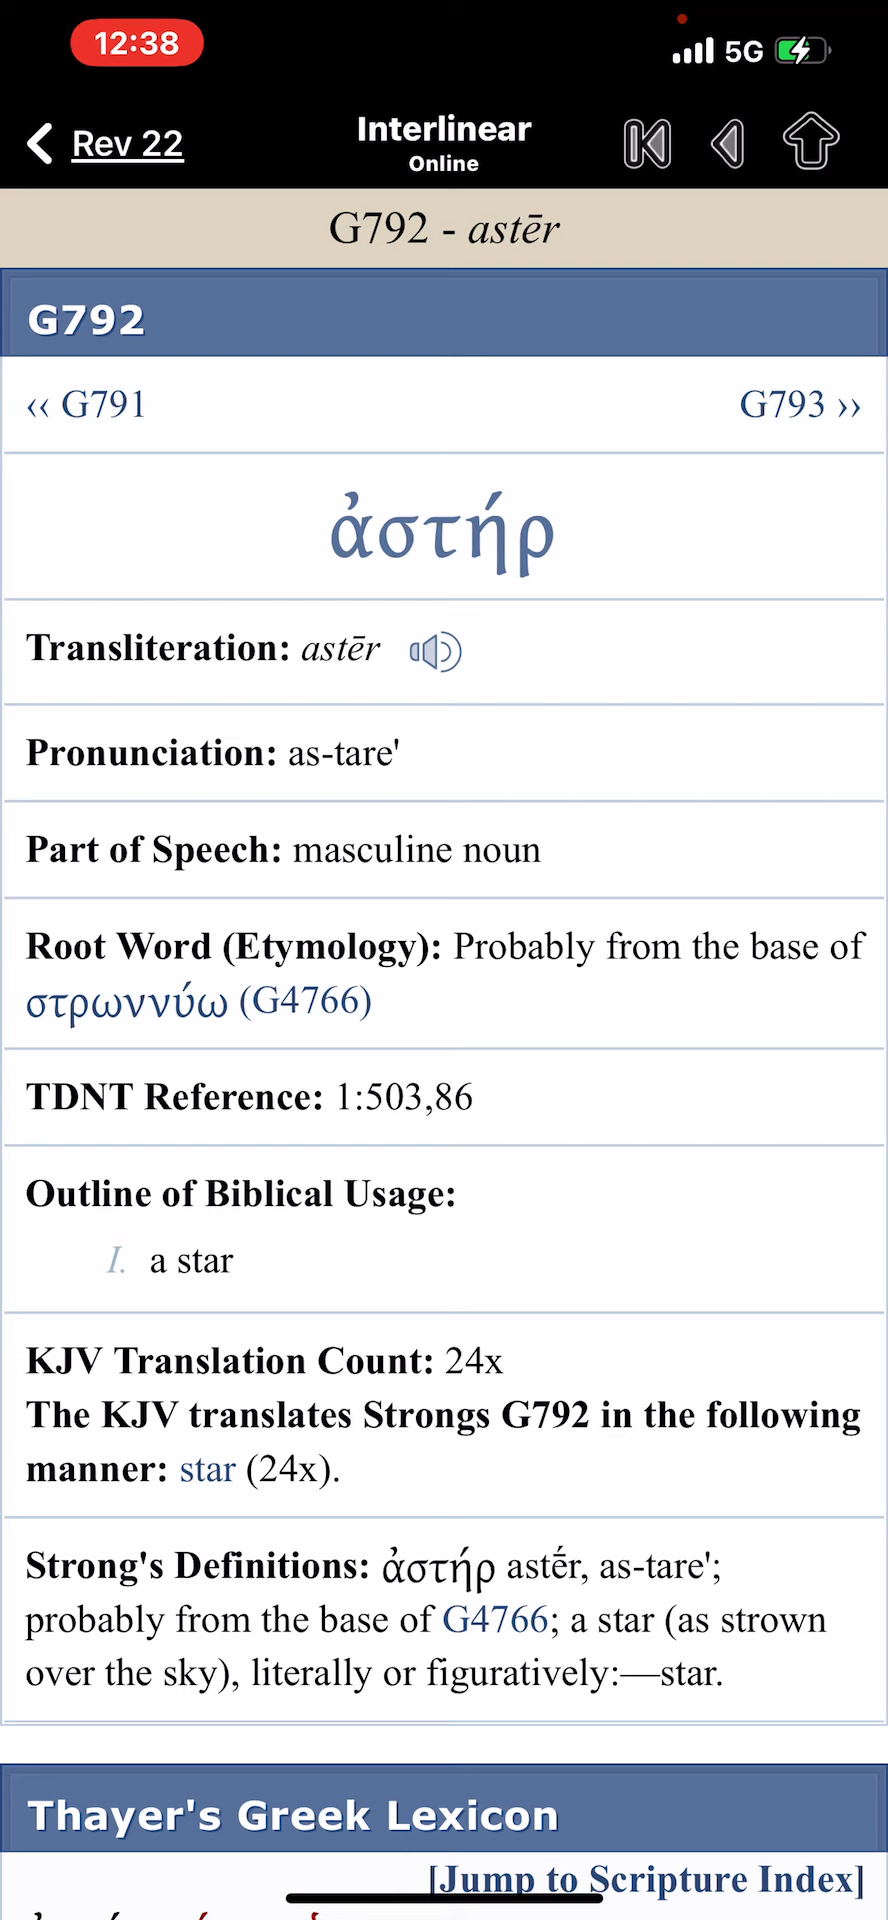 12:38
5G
Rev 22
Interlinear
Online
G792 - astēr
G792
‹‹ G791
G793 ››
ἀστήρ
Transliteration: astēr
Pronunciation: as-tare'
Part of Speech: masculine noun
Root Word (Etymology): Probably from the base of
στρωννύω (G4766)
TDNT Reference: 1:503,86
Outline of Biblical Usage:
I. a star
KJV Translation Count: 24x
The KJV translates Strongs G792 in the following
manner: star (24x).
Strong's Definitions: ἀστήρ astḗr, as-tare';
probably from the base of G4766; a star (as strown
over the sky), literally or figuratively:—star.
Thayer's Greek Lexicon
[Jump to Scripture Index]